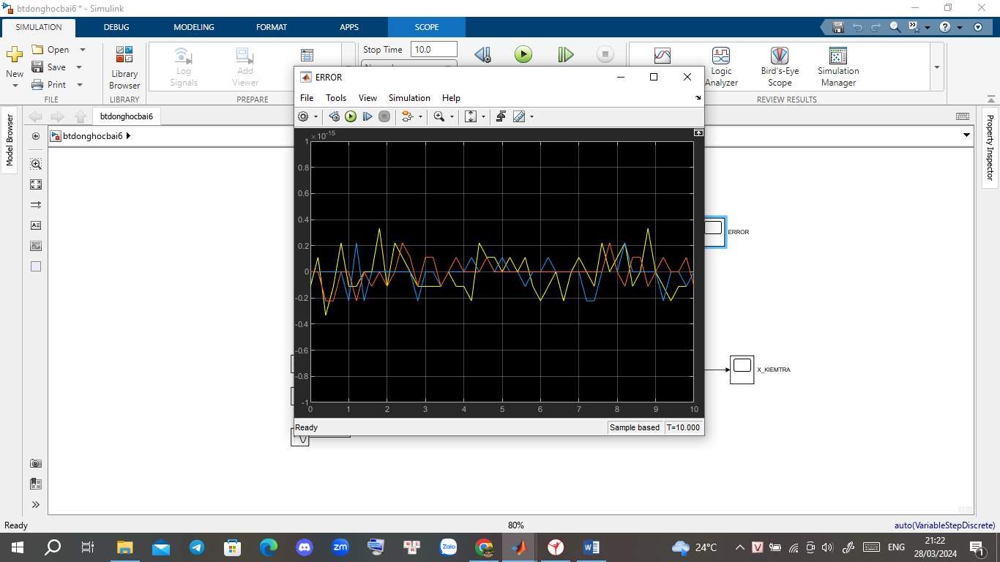 btdonghocbai6 * - Simulink
SIMULATION DEBUG MODELING FORMAT APPS SCOPE
New
Open
Save
Print
FILE
Library
Browser
LIBRARY
Log
Signals
Add
Viewer
PREPARE
Stop Time 10.0
Logic
Analyzer
Bird's-Eye
Scope
Simulation
Manager
REVIEW RESULTS
Model Browser
btdonghocbai6
btdonghocbai6
Property Inspector
ERROR
File Tools View Simulation Help
×10-15
1
0.8
0.6
0.4
0.2
0
-0.2
-0.4
-0.6
-0.8
-1
0 1 2 3 4 5 6 7 8 9 10
Ready Sample based T=10.000
ERROR
X_KIEMTRA
Ready 80% auto(VariableStepDiscrete)
zm
Zalo
24°C
V
ENG
21:22
28/03/2024
1